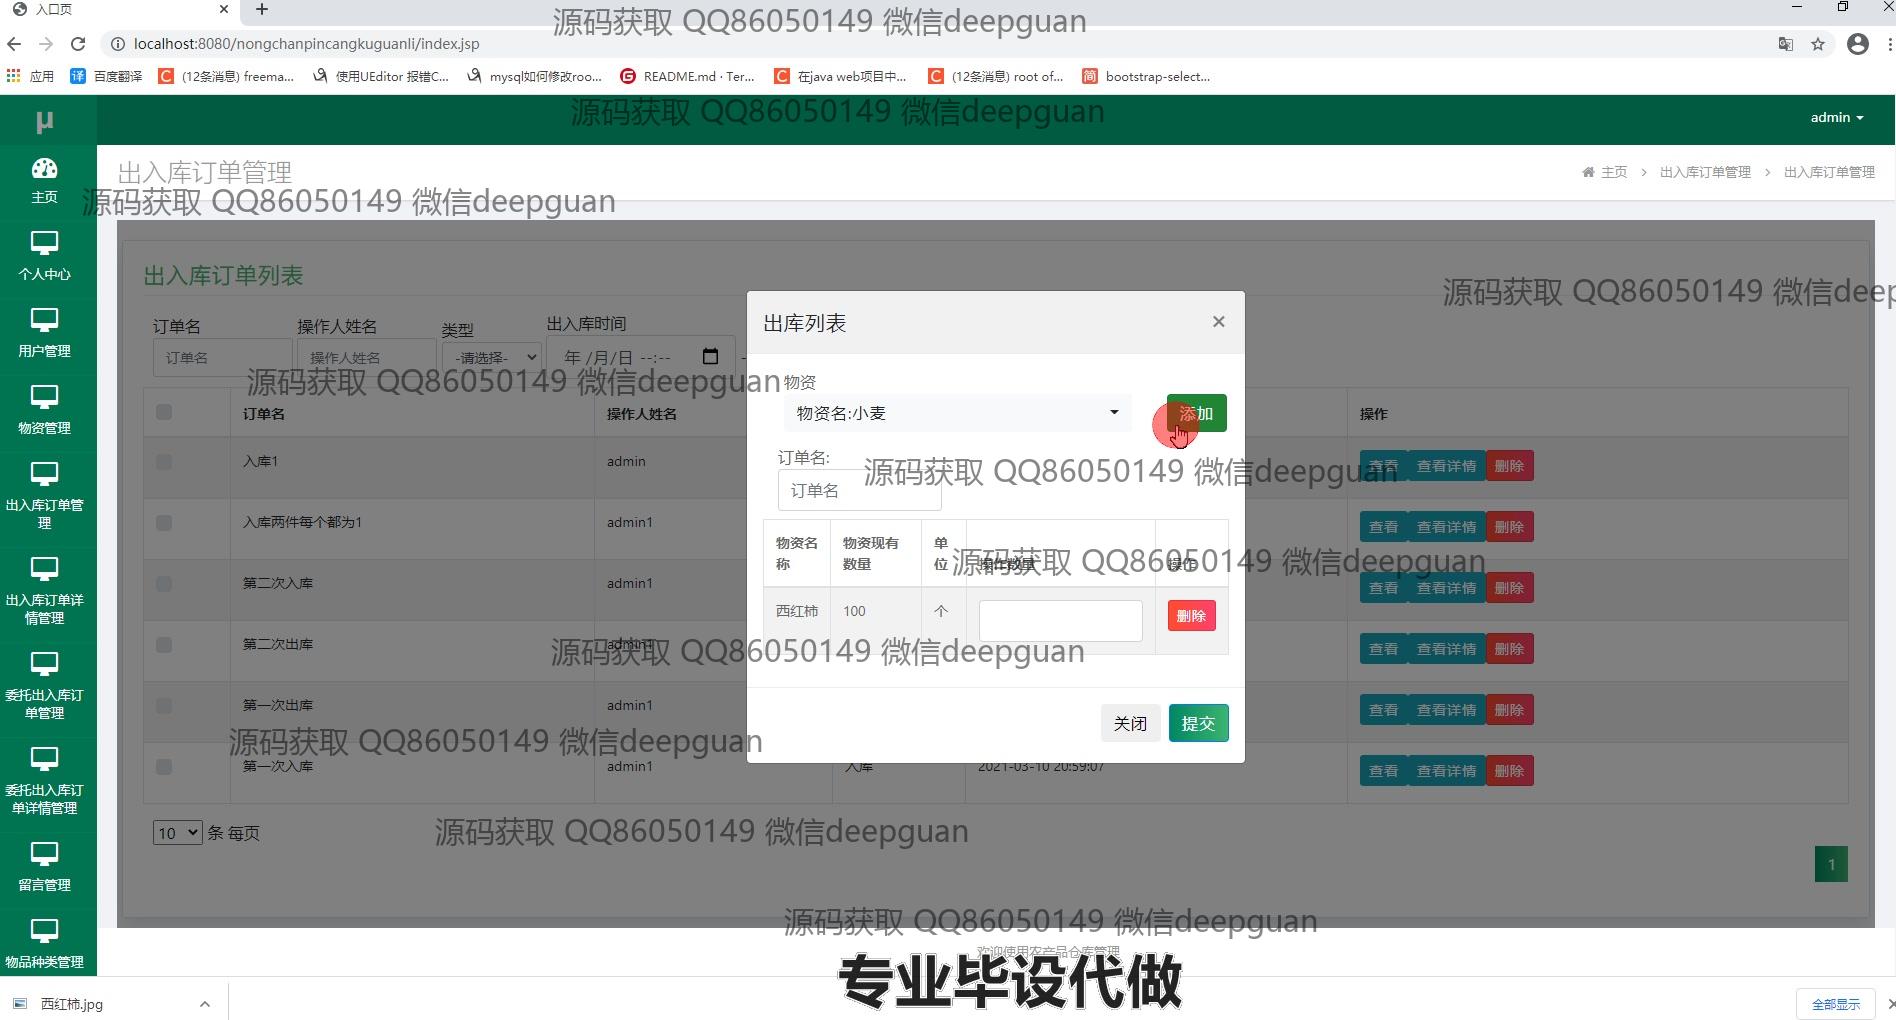 入口页
源码获取 QQ86050149 微信deepguan
localhost:8080/nongchanpincangkuguanli/index.jsp
应用 百度翻译 (12条消息) freema... 使用UEditor 报错C... mysql如何修改roo... README.md · Ter... 在java web项目中... (12条消息) root of... bootstrap-select...
µ 源码获取 QQ86050149 微信deepguan admin
出入库订单管理 主页 > 出入库订单管理 > 出入库订单管理
主页
源码获取 QQ86050149 微信deepguan
个人中心
用户管理
物资管理
出入库订单管
理
出入库订单详
情管理
委托出入库订
单管理
委托出入库订
单详情管理
留言管理
物品种类管理
出入库订单列表
源码获取 QQ86050149 微信deep
订单名 操作人姓名 类型 出入库时间
订单名 操作人姓名 -请选择- 年 /月/日 --:-- -
源码获取 QQ86050149 微信deepguan
订单名 操作人姓名 操作
入库1 admin 查看 查看详情 删除
入库两件每个都为1 admin1 查看 查看详情 删除
第二次入库 admin1 查看 查看详情 删除
第二次出库 admin1 查看 查看详情 删除
第一次出库 admin1 查看 查看详情 删除
第一次入库 admin1 入库 2021-03-10 20:59:07 查看 查看详情 删除
出库列表 ×
物资
物资名:小麦 添加
订单名:
订单名
源码获取 QQ86050149 微信deepguan
物资名
称
物资现有
数量
单
位
操作数量
操作
源码获取 QQ86050149 微信deepguan
西红柿 100 个 删除
源码获取 QQ86050149 微信deepguan
关闭 提交
源码获取 QQ86050149 微信deepguan
10 条 每页
源码获取 QQ86050149 微信deepguan
1
源码获取 QQ86050149 微信deepguan
欢迎使用农产品仓库管理
专业毕设代做
西红柿.jpg 全部显示